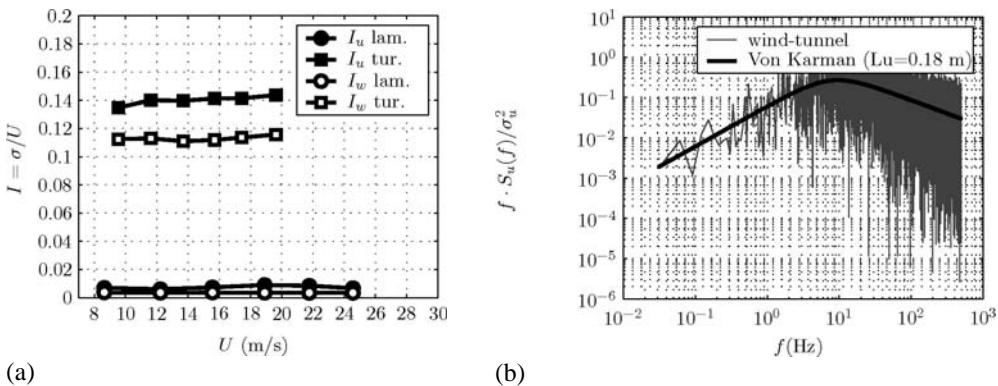 0.2
0.18
0.16
0.14
0.12
0.1
0.08
0.06
0.04
0.02
0
I = σ/U
I_u lam.
I_u tur.
I_w lam.
I_w tur.
8 10 12 14 16 18 20 22 24 26 28 30
U (m/s)
(a)
10^1
10^0
10^-1
10^-2
10^-3
10^-4
10^-5
10^-6
f . S_u(f)/σ_u^2
wind-tunnel
Von Karman (Lu=0.18 m)
10^-2 10^-1 10^0 10^1 10^2 10^3
f(Hz)
(b)